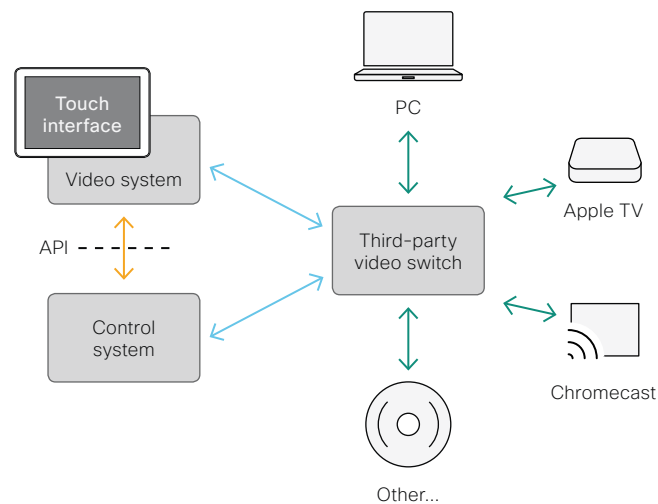 Touch
interface
Video system
API
Control
system
Third-party
video switch
PC
Apple TV
Chromecast
Other...